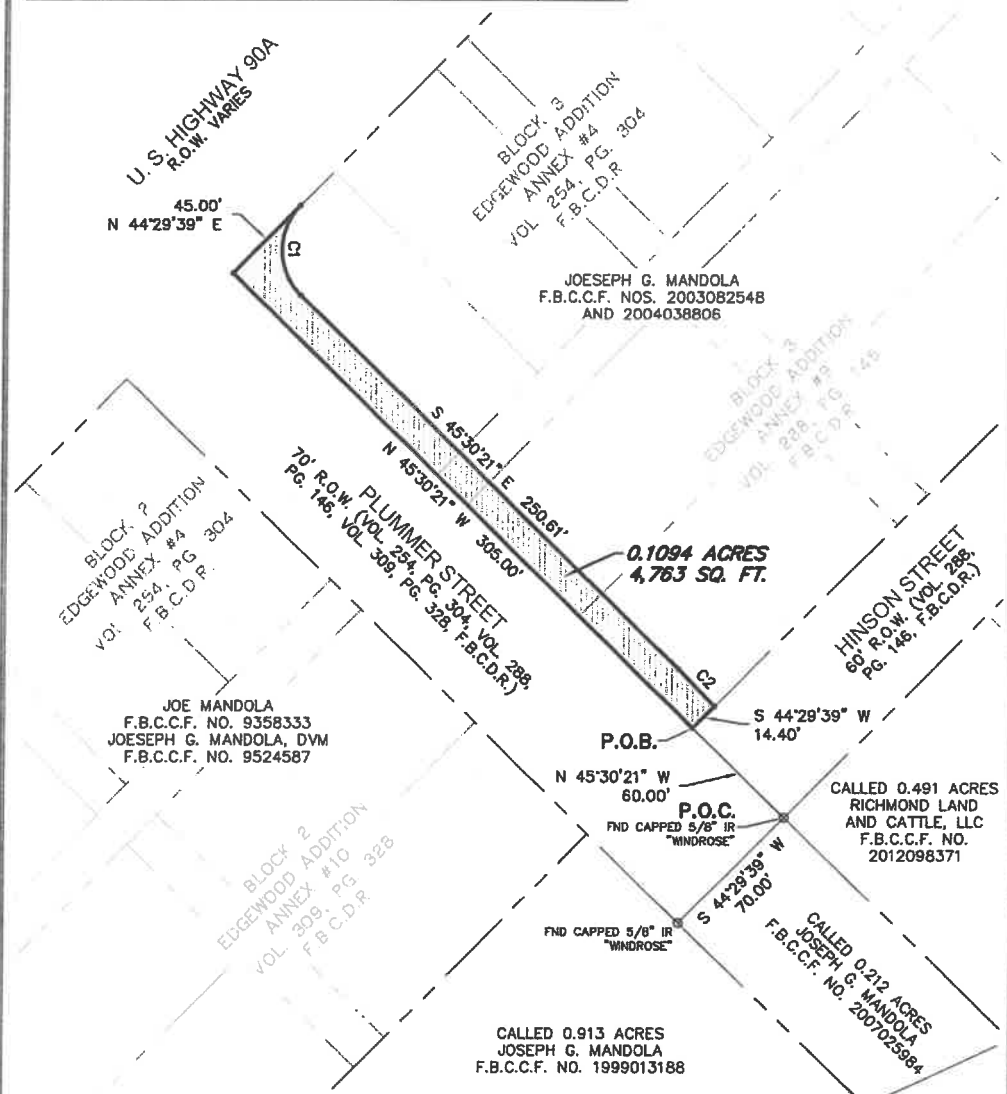 U. S. HIGHWAY 90A
R.O.W. VARIES
45.00'
N 44°29'39" E
C1
BLOCK 3
EDGEWOOD ADDITION
ANNEX #4
VOL 254, PG. 304
F.B.C.D.R
JOESEPH G. MANDOLA
F.B.C.C.F. NOS. 2003082548
AND 2004038806
BLOCK 3
EDGEWOOD ADDITION
ANNEX #9
VOL 288, PG 146
F.B.C.D.R
S 45°30'21" E 250.61'
N 45°30'21" W 305.00'
PLUMMER STREET
70' R.O.W. (VOL. 254, PG. 304, VOL. 288,
PG. 146, VOL. 309, PG. 328, F.B.C.D.R.)
0.1094 ACRES
4,763 SQ. FT.
BLOCK 2
EDGEWOOD ADDITION
ANNEX #4
VOL 254, PG 304
F.B.C.D.R.
HINSON STREET
60' R.O.W. (VOL. 288,
PG. 146, F.B.C.D.R.)
C2
JOE MANDOLA
F.B.C.C.F. NO. 9358333
JOESEPH G. MANDOLA, DVM
F.B.C.C.F. NO. 9524587
S 44°29'39" W
14.40'
P.O.B.
N 45°30'21" W
60.00'
P.O.C.
FND CAPPED 5/8" IR
"WINDROSE"
CALLED 0.491 ACRES
RICHMOND LAND
AND CATTLE, LLC
F.B.C.C.F. NO.
2012098371
BLOCK 2
EDGEWOOD ADDITION
ANNEX #10
VOL. 309, PG 328
F.B.C.D.R
S 44°29'39" W
70.00'
FND CAPPED 5/8" IR
"WINDROSE"
CALLED 0.212 ACRES
JOSEPH G. MANDOLA
F.B.C.C.F. NO. 2007025984
CALLED 0.913 ACRES
JOSEPH G. MANDOLA
F.B.C.C.F. NO. 1999013188